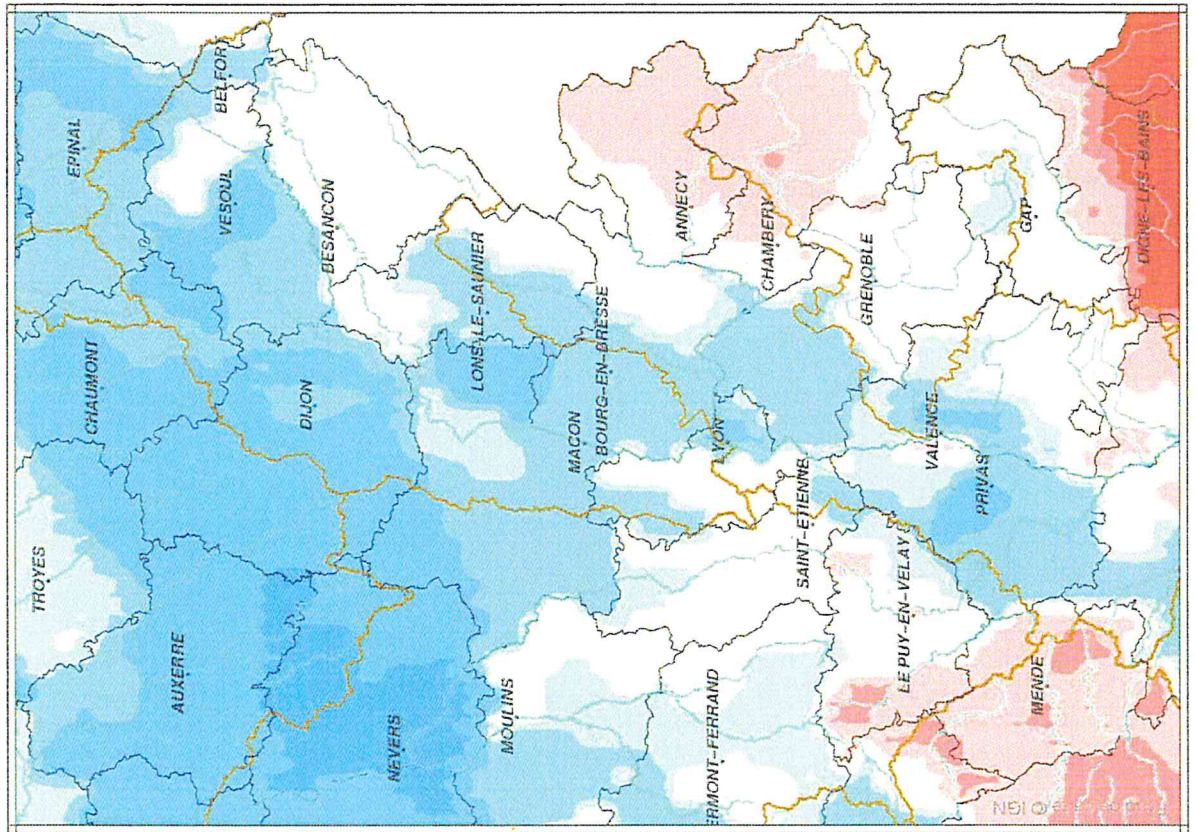 TROYES
CHAUMONT
EPINAL
AUXERRE
VESOUL
BELFORT
DIJON
BESANCON
NEVERS
LONS-LE-SAUNIER
MOULINS
MACON
BOURG-EN-BRESSE
ANNECY
ERMONT-FERRAND
LYON
CHAMBERY
SAINT-ETIENNE
GRENOBLE
LE PUY-EN-VELAY
VALENCE
PRIVAS
GAP
MENDE
DIGNE-LES-BAINS
© IGN